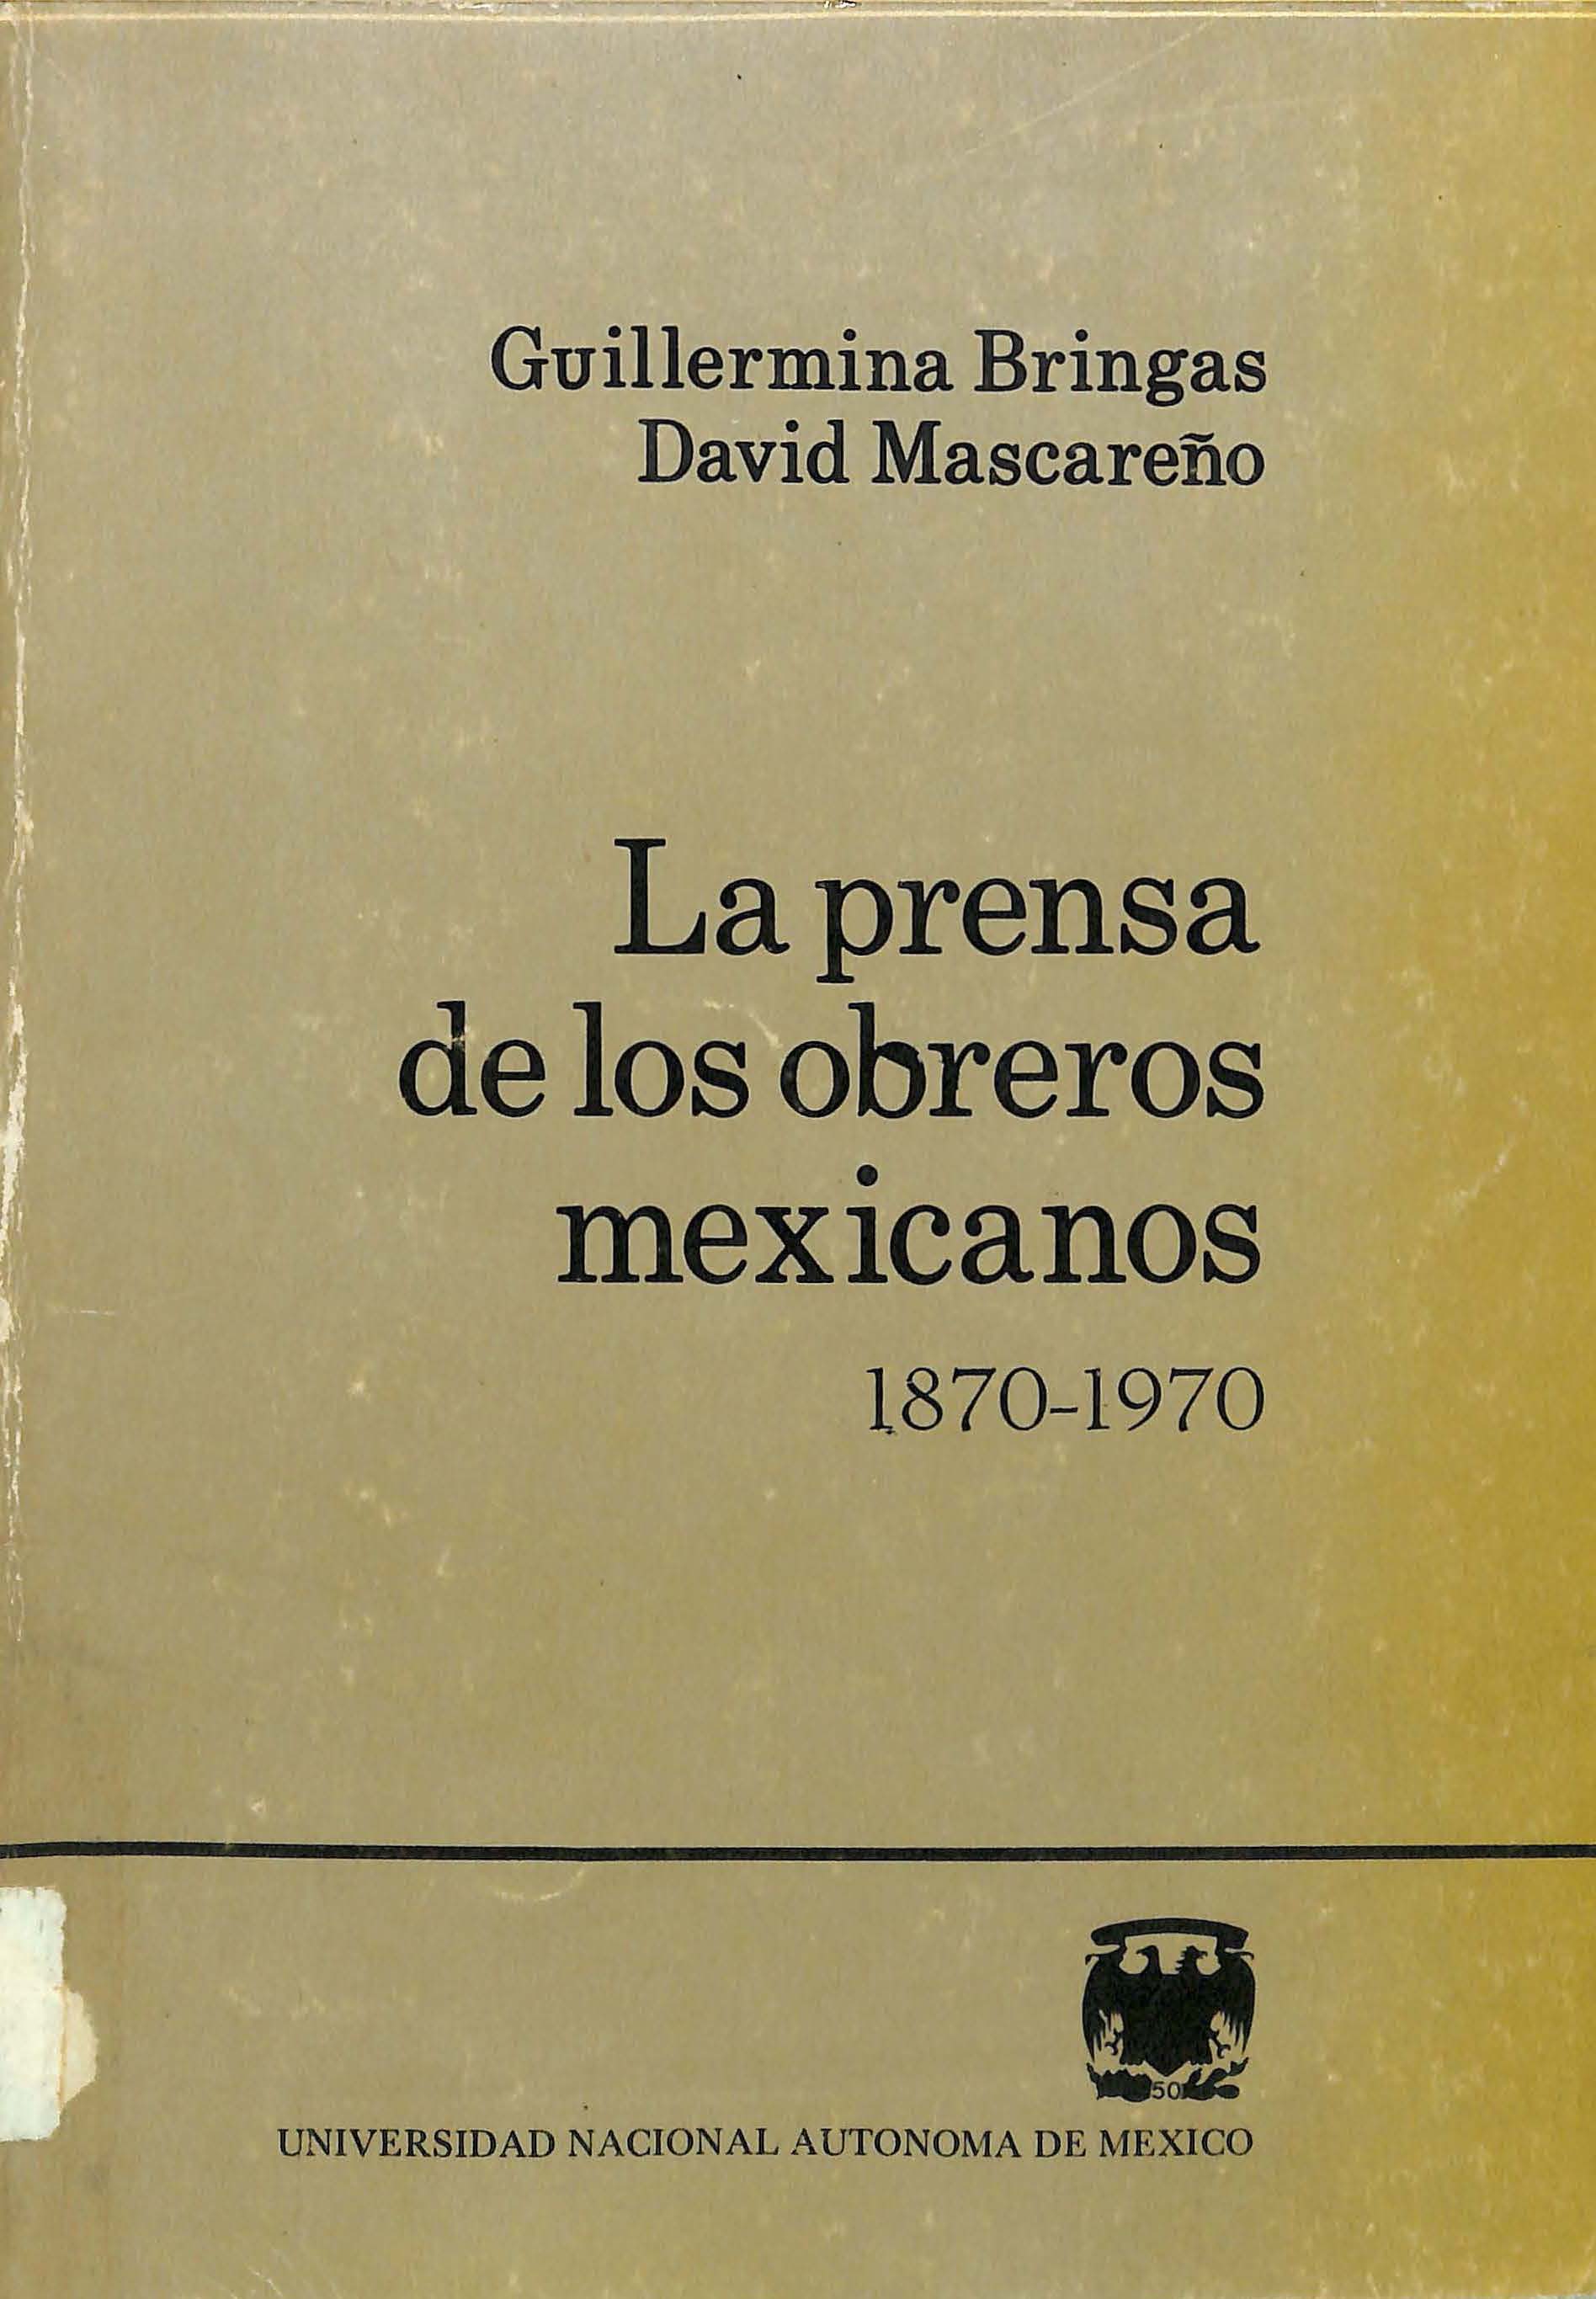 Guillermina Bringas
David Mascareño
La prensa
de los obreros
mexicanos
1870-1970
50
UNIVERSIDAD NACIONAL AUTONOMA DE MEXICO